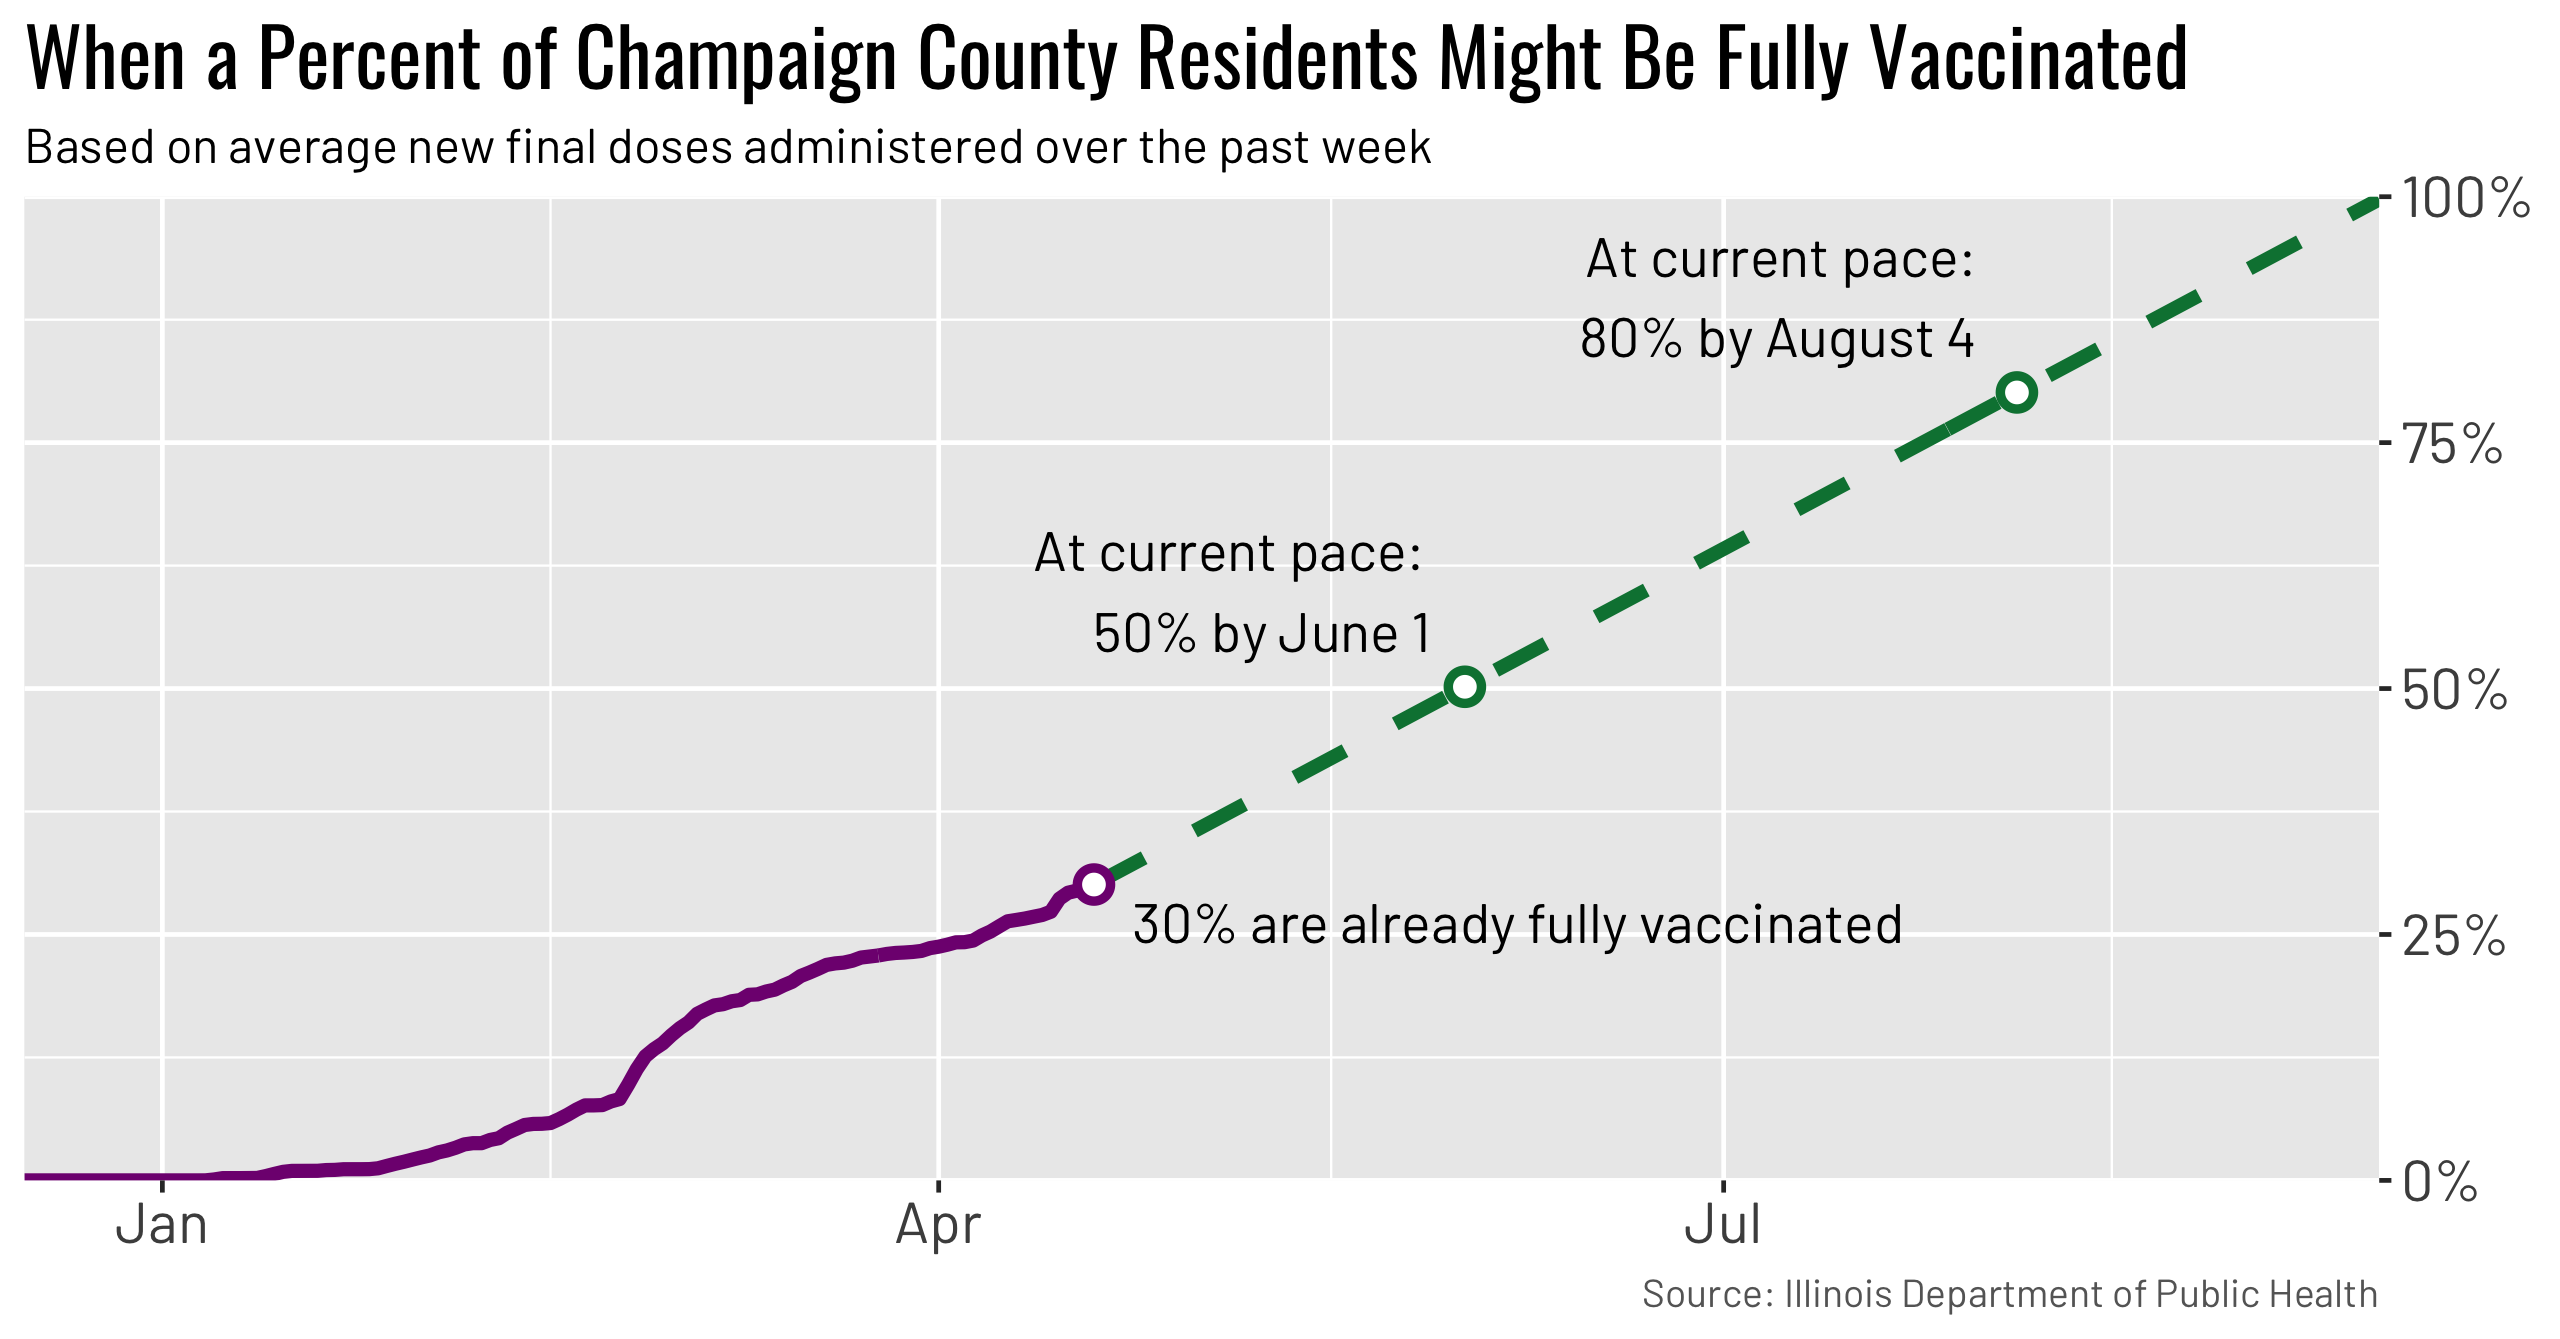 When a Percent of Champaign County Residents Might Be Fully Vaccinated
Based on average new final doses administered over the past week
100%
At current pace:
80% by August 4
75%
At current pace:
50% by June 1
50%
30% are already fully vaccinated
25%
0%
Jan
Apr
Jul
Source: Illinois Department of Public Health